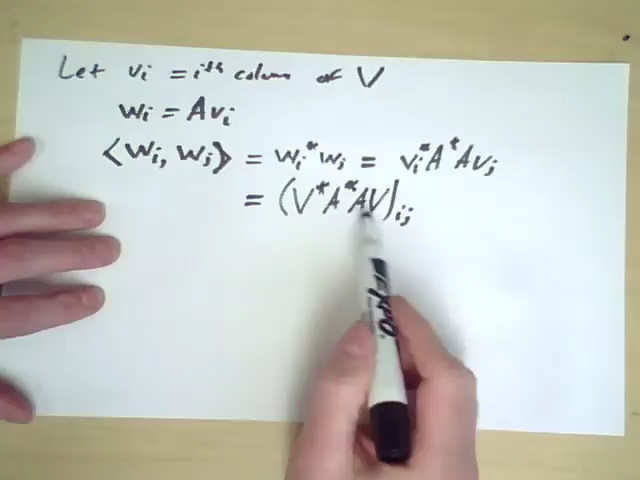 Let vi = ith column of V
wi = Avi
⟨wi, wj⟩ = wi*wj = vi*A*Avj
= (V*A*AV)ij
EXPO